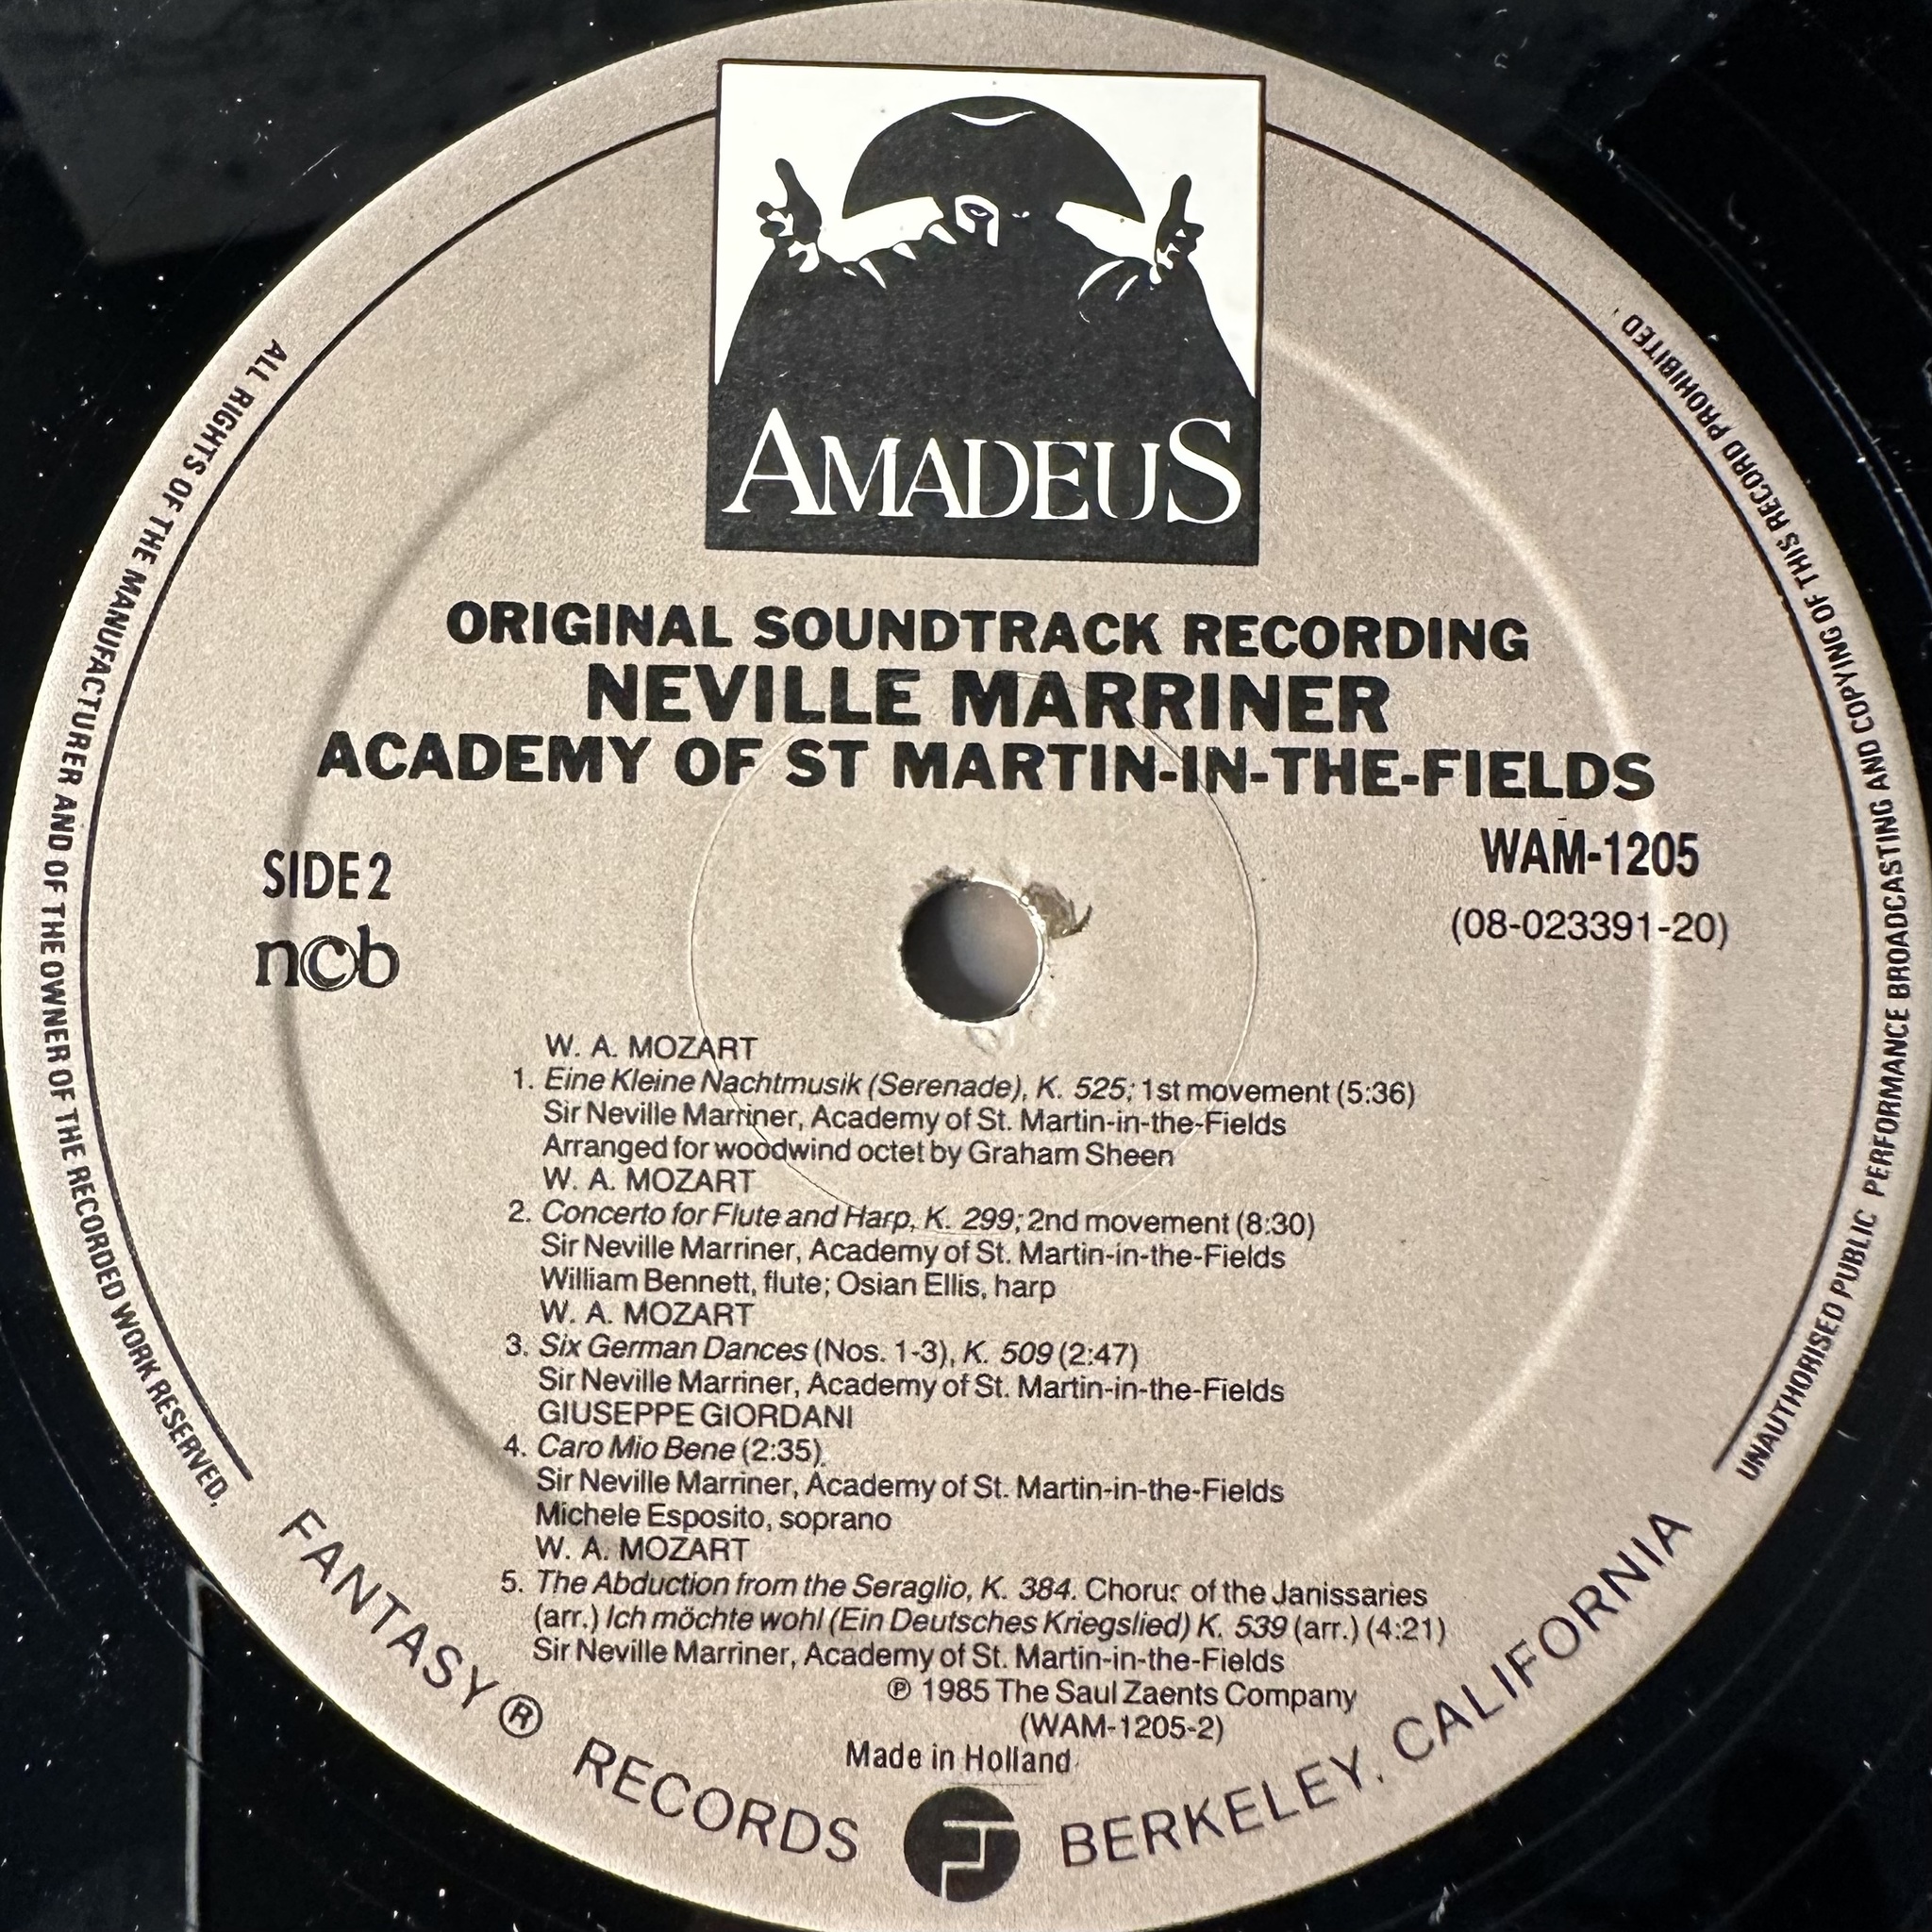 AMADEUS
ORIGINAL SOUNDTRACK RECORDING
NEVILLE MARRINER
ACADEMY OF ST MARTIN-IN-THE-FIELDS
SIDE 2
ncb
WAM-1205
(08-023391-20)
W. A. MOZART
1. Eine Kleine Nachtmusik (Serenade), K. 525; 1st movement (5:36)
Sir Neville Marriner, Academy of St. Martin-in-the-Fields
Arranged for woodwind octet by Graham Sheen
W. A. MOZART
2. Concerto for Flute and Harp, K. 299; 2nd movement (8:30)
Sir Neville Marriner, Academy of St. Martin-in-the-Fields
William Bennett, flute; Osian Ellis, harp
W. A. MOZART
3. Six German Dances (Nos. 1-3), K. 509 (2:47)
Sir Neville Marriner, Academy of St. Martin-in-the-Fields
GIUSEPPE GIORDANI
4. Caro Mio Bene (2:35)
Sir Neville Marriner, Academy of St. Martin-in-the-Fields
Michele Esposito, soprano
W. A. MOZART
5. The Abduction from the Seraglio, K. 384. Chorus of the Janissaries
(arr.) Ich möchte wohl (Ein Deutsches Kriegslied) K. 539 (arr.) (4:21)
Sir Neville Marriner, Academy of St. Martin-in-the-Fields
℗ 1985 The Saul Zaents Company
(WAM-1205-2)
Made in Holland
ALL RIGHTS OF THE MANUFACTURER AND OF THE OWNER OF THE RECORDED WORK RESERVED.
UNAUTHORISED PUBLIC PERFORMANCE BROADCASTING AND COPYING OF THIS RECORD PROHIBITED
FANTASY ® RECORDS BERKELEY, CALIFORNIA